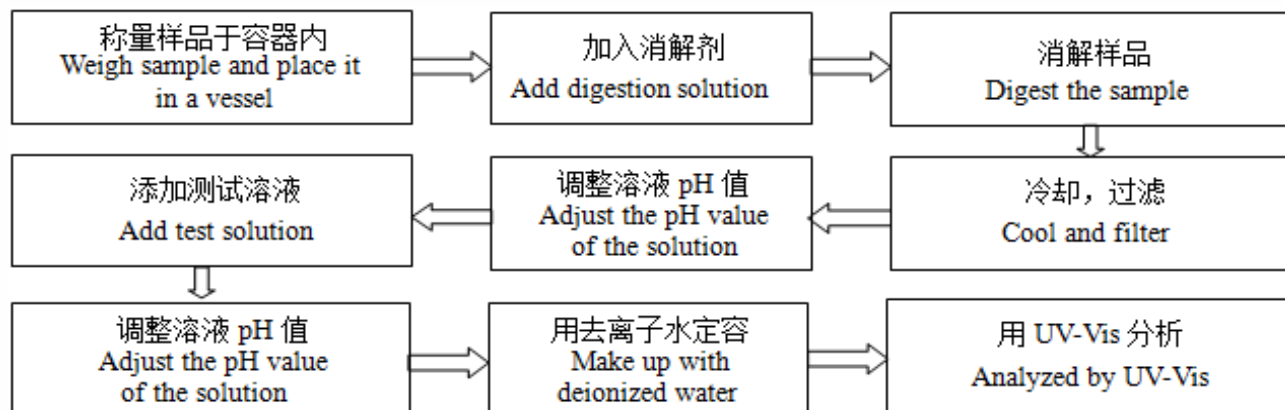 称量样品于容器内
Weigh sample and place it
in a vessel
加入消解剂
Add digestion solution
消解样品
Digest the sample
冷却，过滤
Cool and filter
调整溶液 pH 值
Adjust the pH value
of the solution
添加测试溶液
Add test solution
调整溶液 pH 值
Adjust the pH value
of the solution
用去离子水定容
Make up with
deionized water
用 UV-Vis 分析
Analyzed by UV-Vis